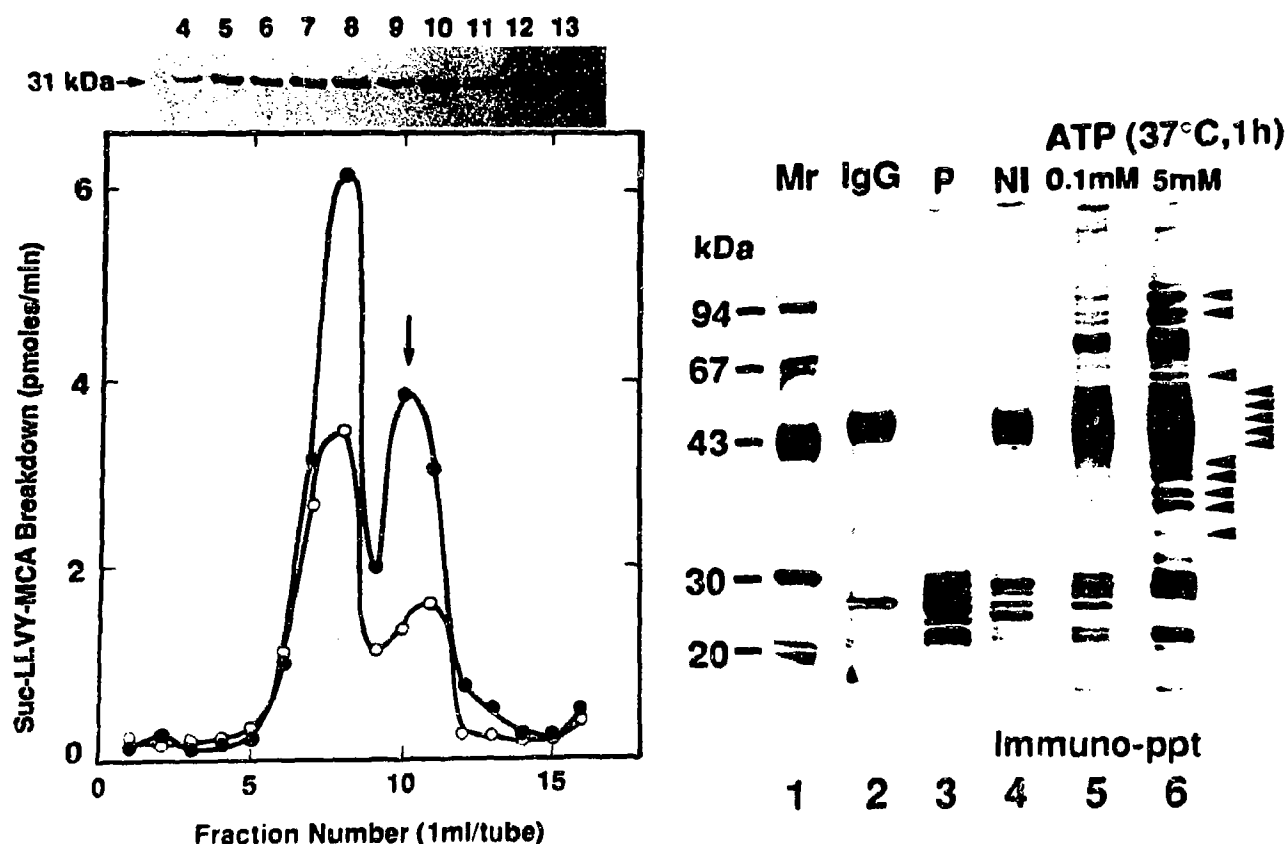 4 5 6 7 8 9 10 11 12 13
31 kDa
6
4
2
0
0 5 10 15
Suc-LLVY-MCA Breakdown (pmoles/min)
Fraction Number (1ml/tube)
ATP (37°C,1h)
Mr IgG P NI 0.1mM 5mM
kDa
94
67
43
30
20
Immuno-ppt
1 2 3 4 5 6